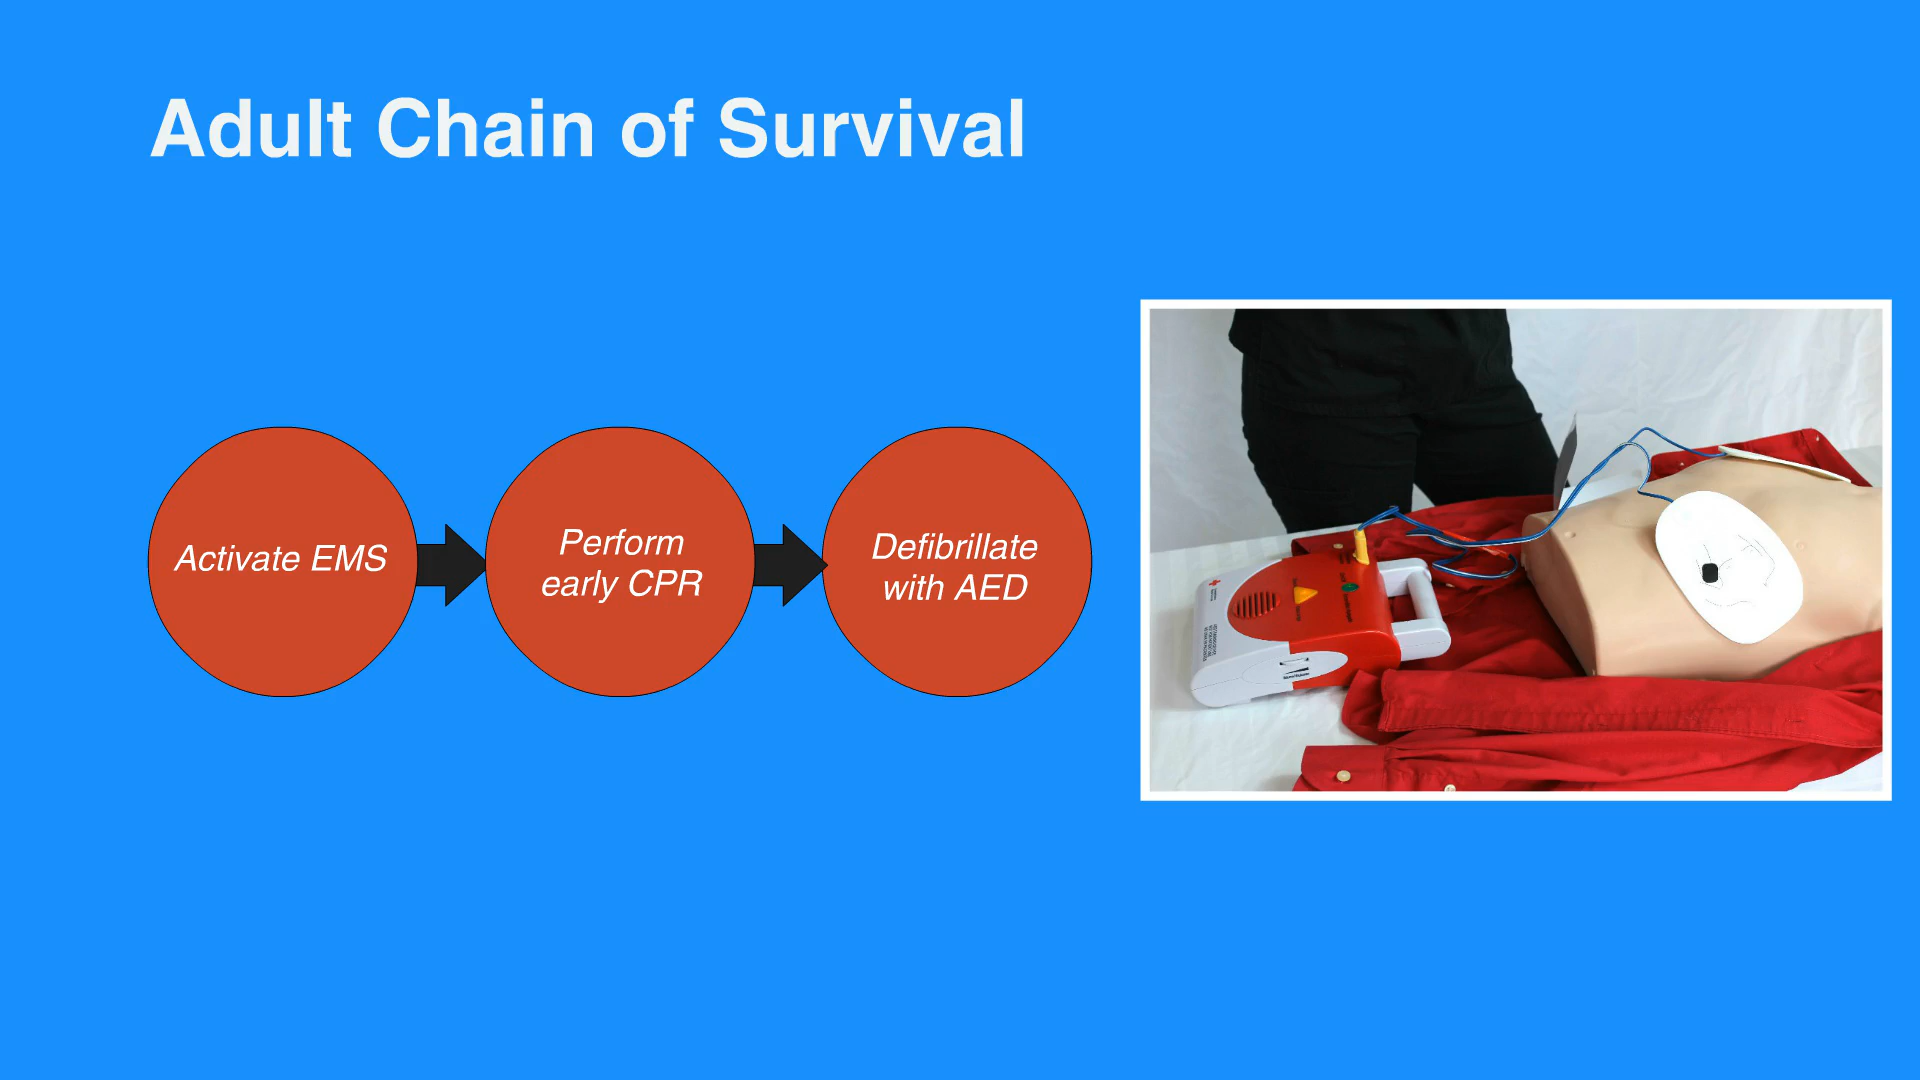 Adult Chain of Survival
Activate EMS
Perform
early CPR
Defibrillate
with AED